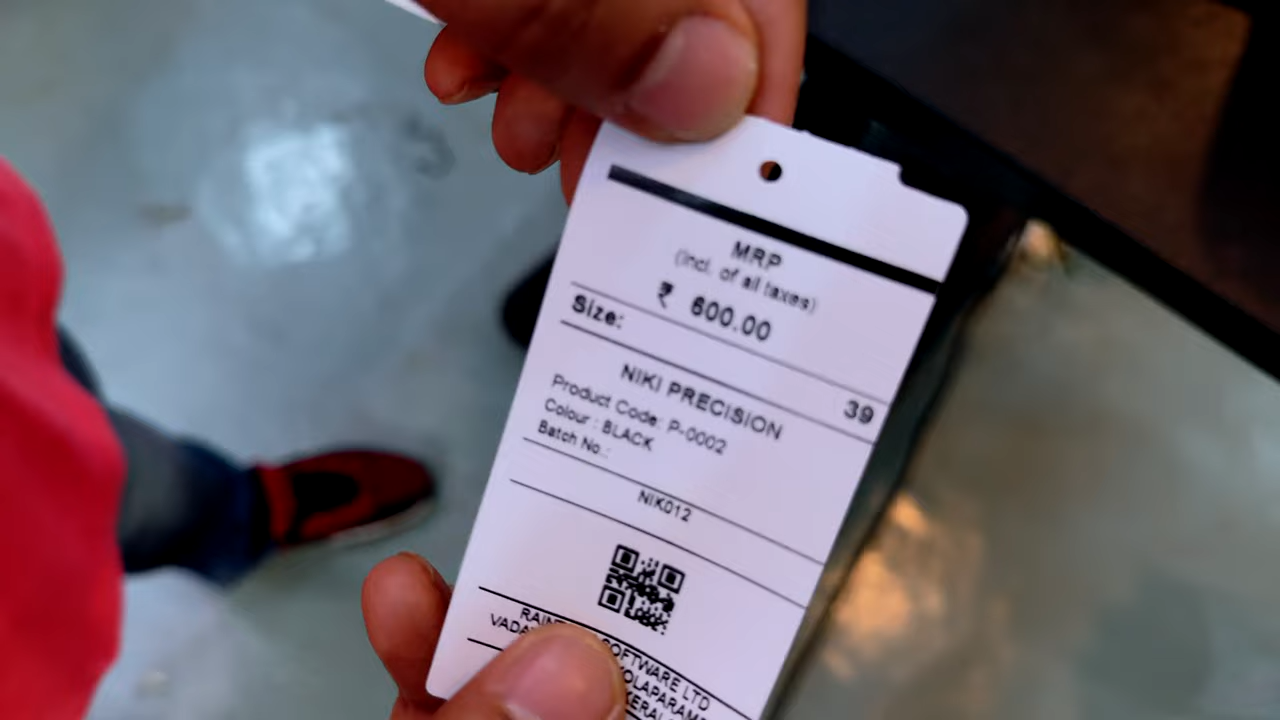 MRP
(Incl. of all taxes)
₹ 600.00
Size: 39
NIKI PRECISION
Product Code: P-0002
Colour : BLACK
Batch No.:
NIK012
SOFTWARE LTD